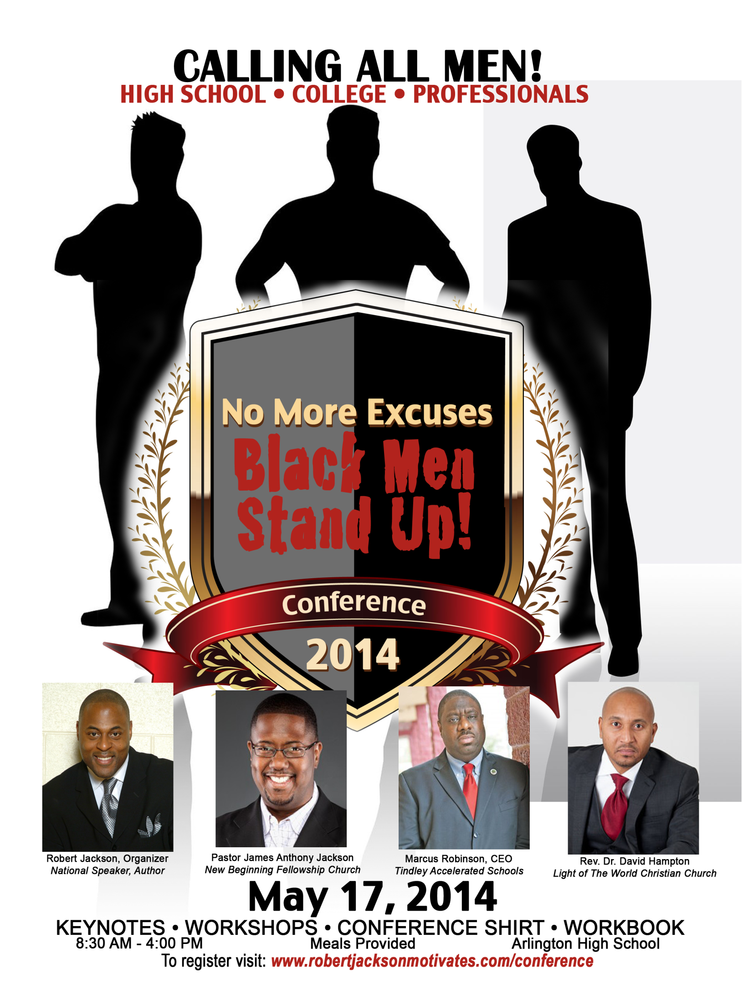 CALLING ALL MEN!
HIGH SCHOOL • COLLEGE • PROFESSIONALS
No More Excuses
Black Men
Stand Up!
Conference
2014
Robert Jackson, Organizer
National Speaker, Author
Pastor James Anthony Jackson
New Beginning Fellowship Church
Marcus Robinson, CEO
Tindley Accelerated Schools
Rev. Dr. David Hampton
Light of The World Christian Church
May 17, 2014
KEYNOTES • WORKSHOPS • CONFERENCE SHIRT • WORKBOOK
8:30 AM - 4:00 PM Meals Provided Arlington High School
To register visit: www.robertjacksonmotivates.com/conference